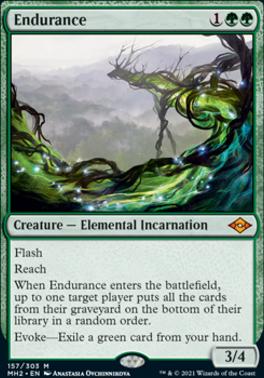 Endurance 1
Creature — Elemental Incarnation
Flash
Reach
When Endurance enters the battlefield,
up to one target player puts all the cards
from their graveyard on the bottom of
their library in a random order.
Evoke—Exile a green card from your hand.
157/303 M
MH2 • EN Anastasia Ovchinnikova
3/4
™ & © 2021 Wizards of the Coast